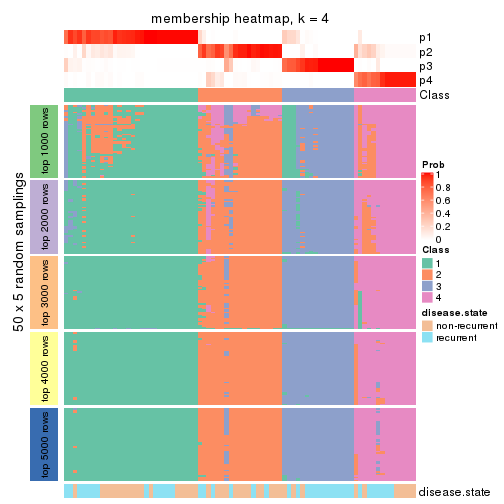 membership heatmap, k = 4
p1
p2
p3
p4
Class
50 x 5 random samplings
top 1000 rows
top 2000 rows
top 3000 rows
top 4000 rows
top 5000 rows
Prob
1
0.8
0.6
0.4
0.2
0
Class
1
2
3
4
disease.state
non-recurrent
recurrent
disease.state